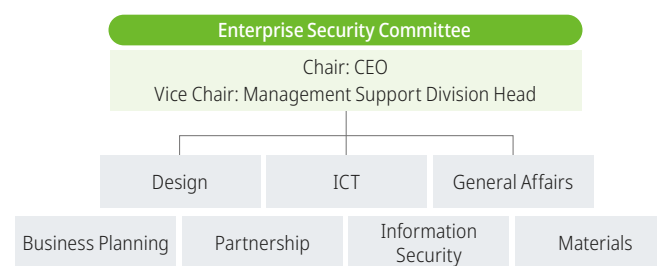 Enterprise Security Committee
Chair: CEO
Vice Chair: Management Support Division Head
Design
ICT
General Affairs
Business Planning
Partnership
Information
Security
Materials